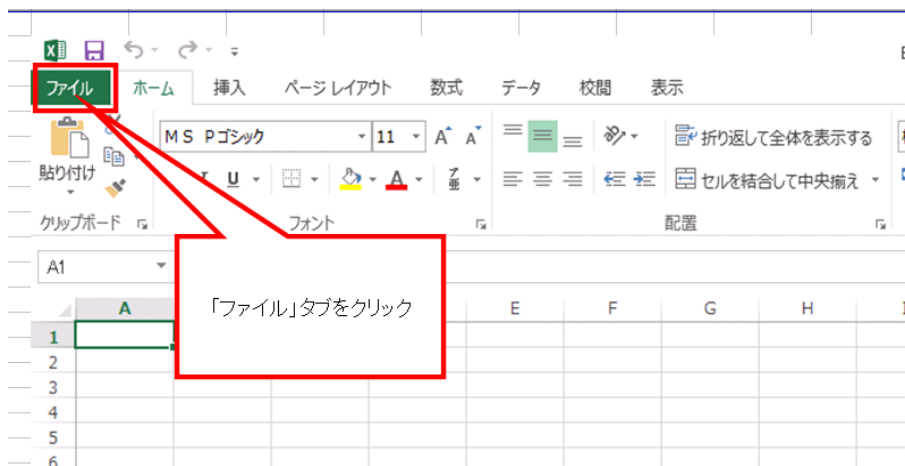 ファイル ホーム 挿入 ページ レイアウト 数式 データ 校閲 表示
ＭＳ Ｐゴシック 11 A A 折り返して全体を表示する
貼り付け U A 亜 セルを結合して中央揃え
クリップボード フォント 配置
A1
「ファイル」タブをクリック
A E F G H
1
2
3
4
5
6